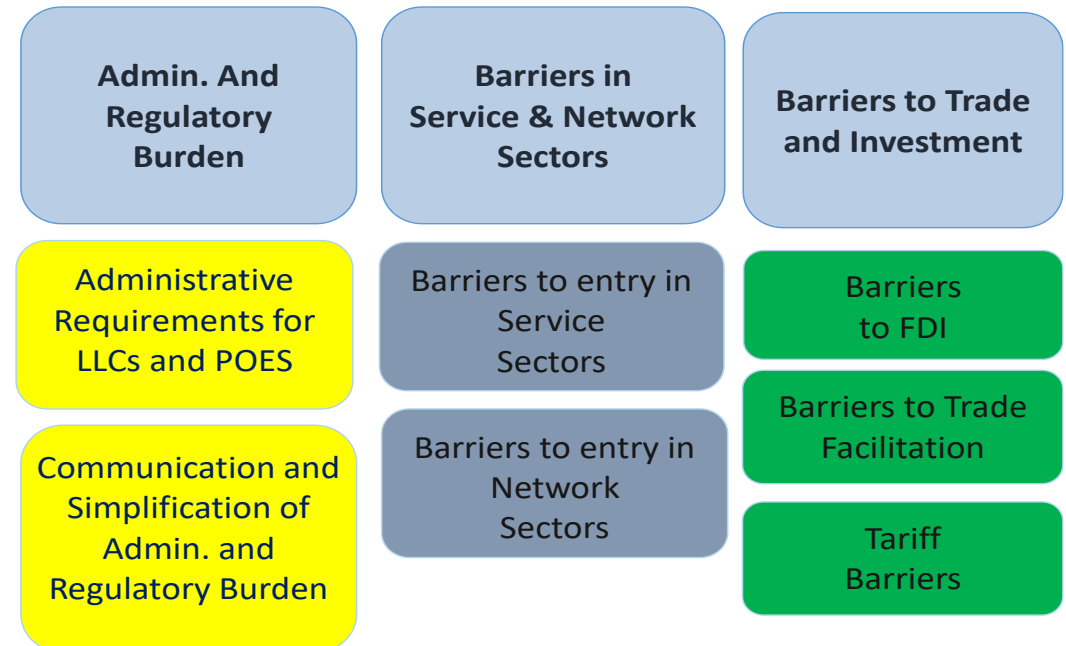 Admin. And
Regulatory
Burden
Administrative
Requirements for
LLCs and POES
Communication and
Simplification of
Admin. and
Regulatory Burden
Barriers in
Service & Network
Sectors
Barriers to entry in
Service
Sectors
Barriers to entry in
Network
Sectors
Barriers to Trade
and Investment
Barriers
to FDI
Barriers to Trade
Facilitation
Tariff
Barriers